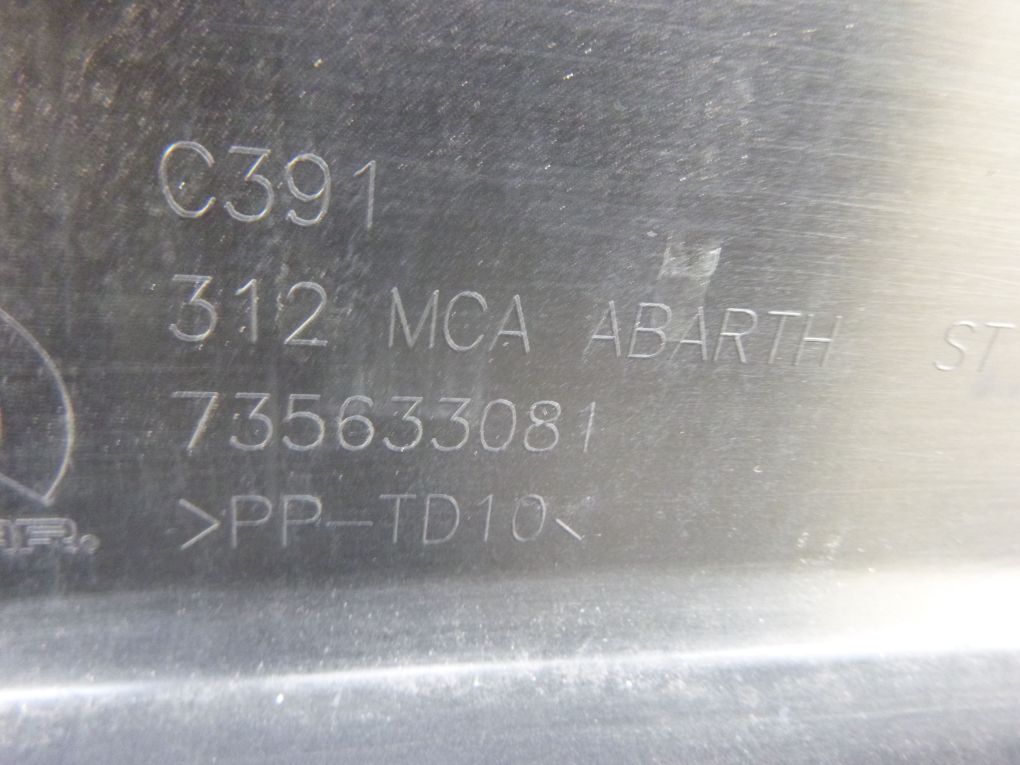 C391
312 MCA ABARTH ST
735633081
>PP-TD10<